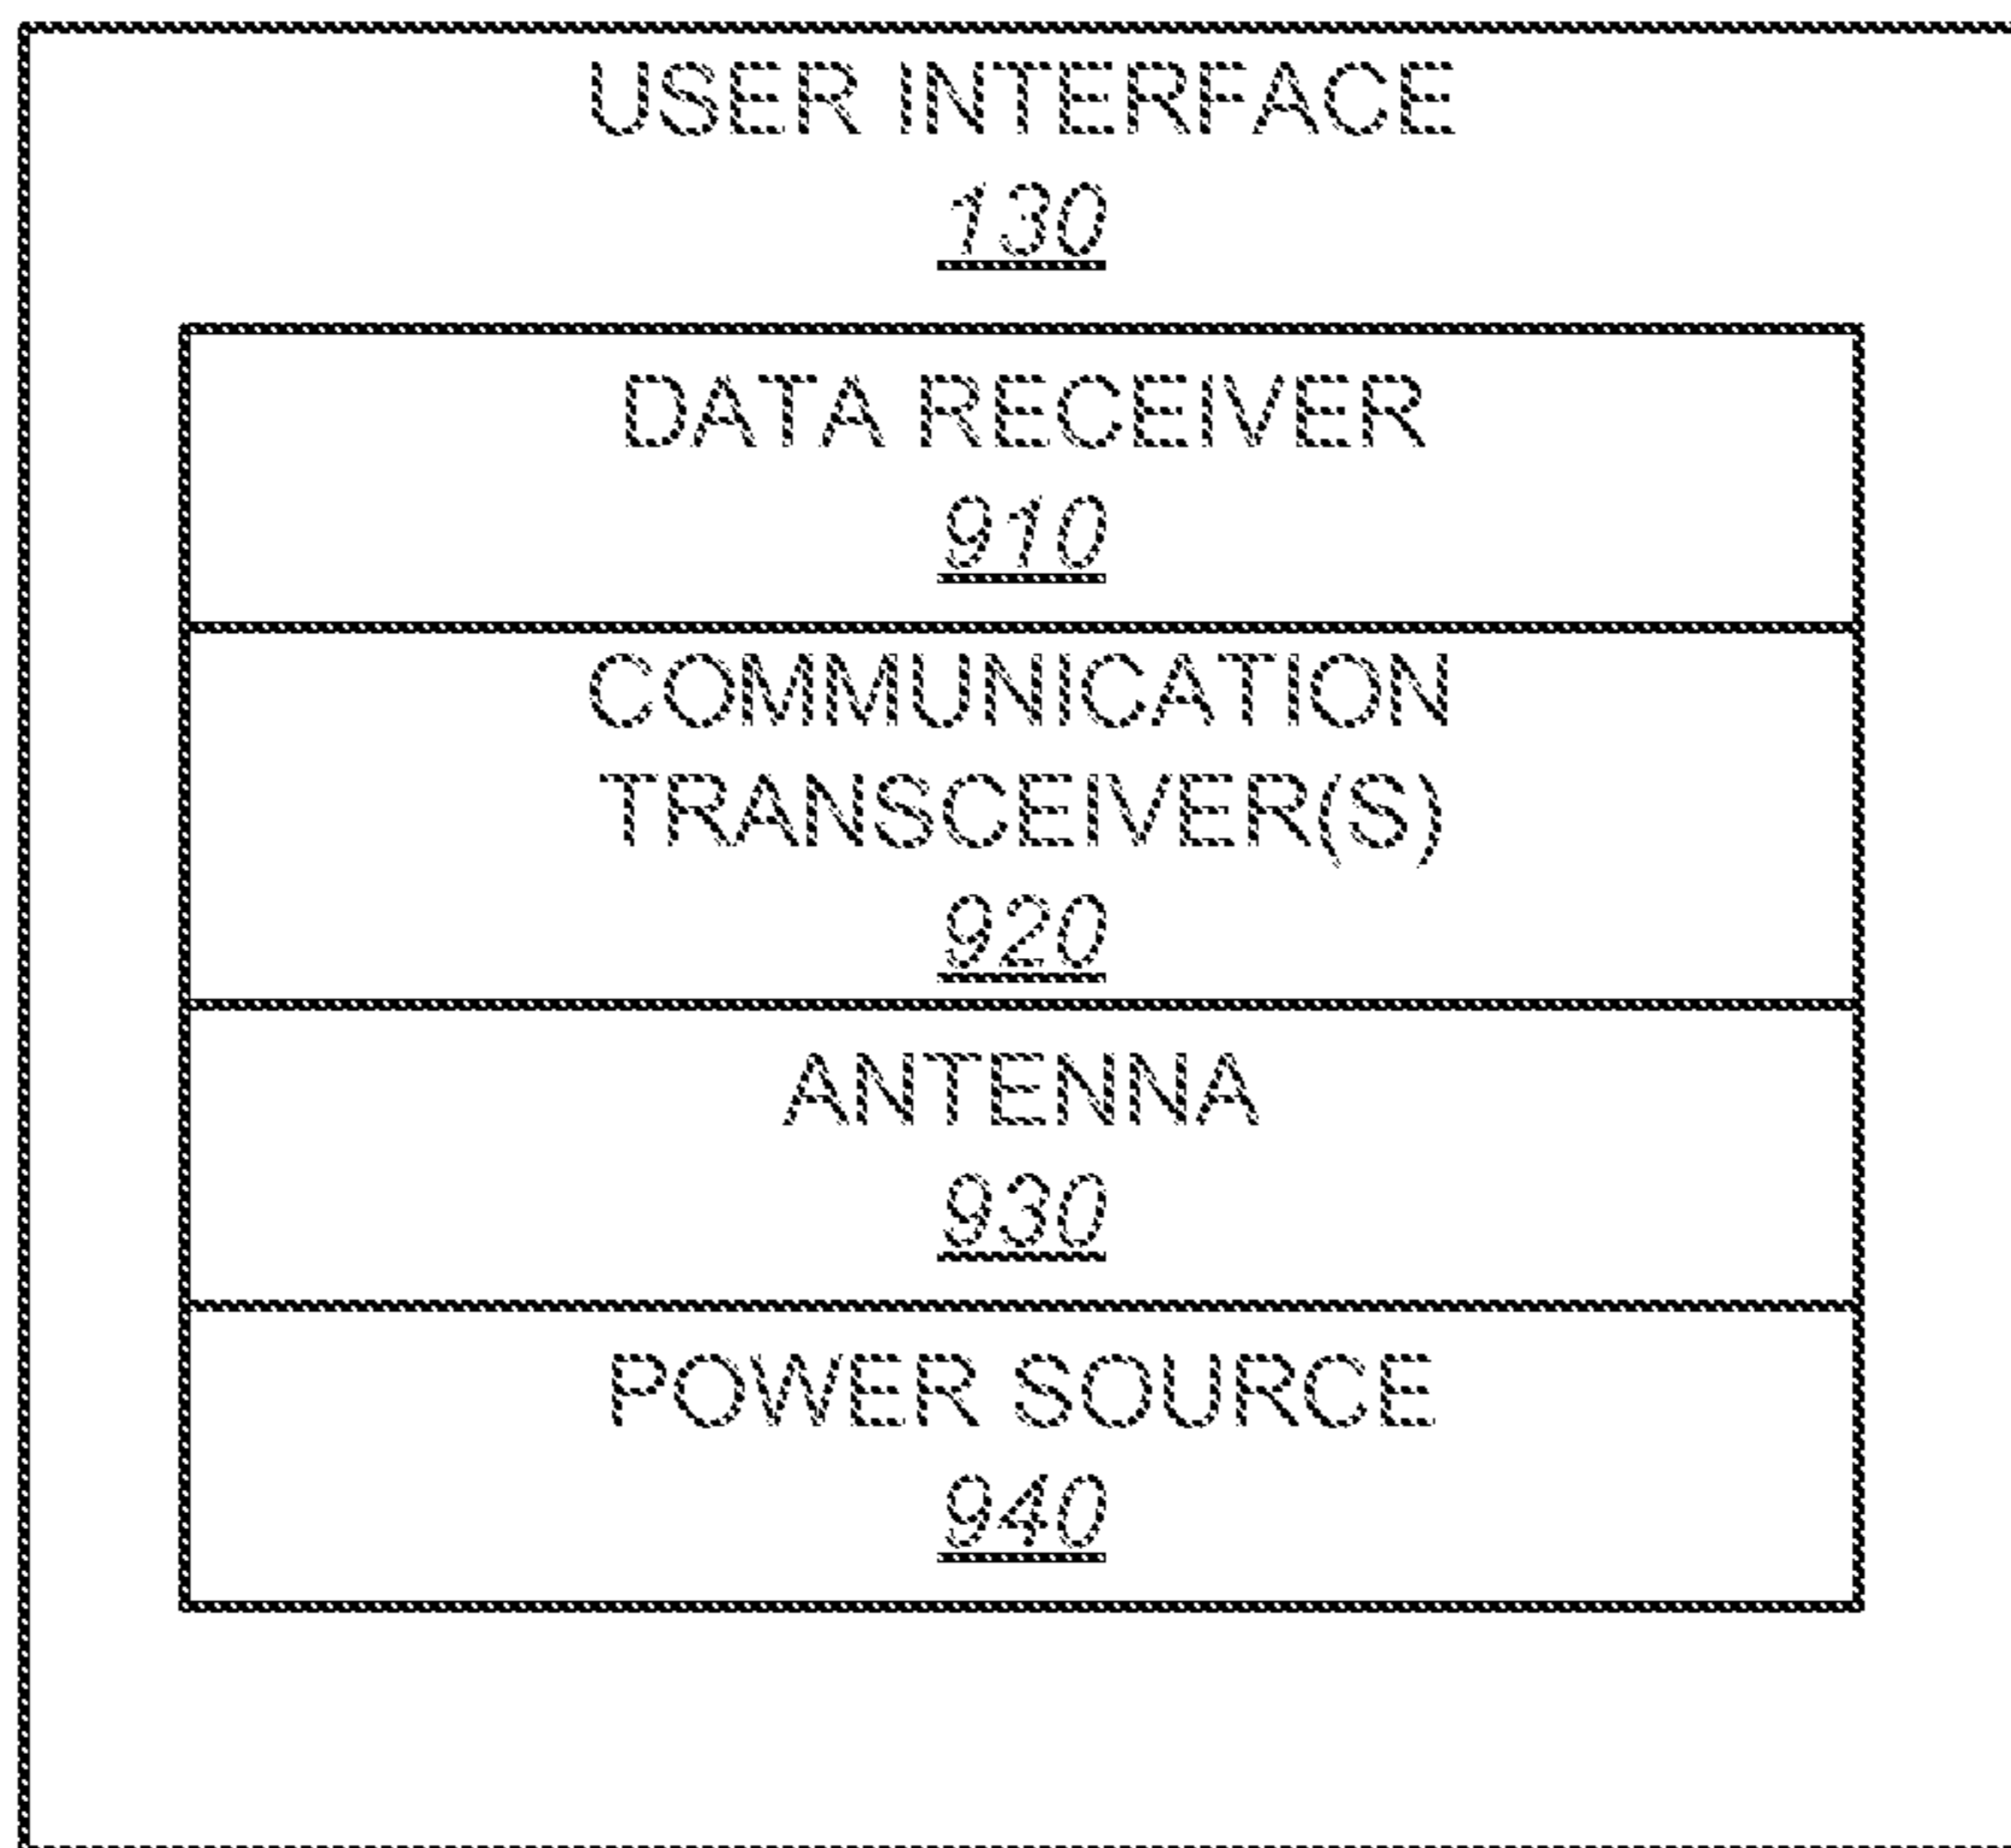 USER INTERFACE
130
DATA RECEIVER
910
COMMUNICATION
TRANSCEIVER(S)
920
ANTENNA
930
POWER SOURCE
940